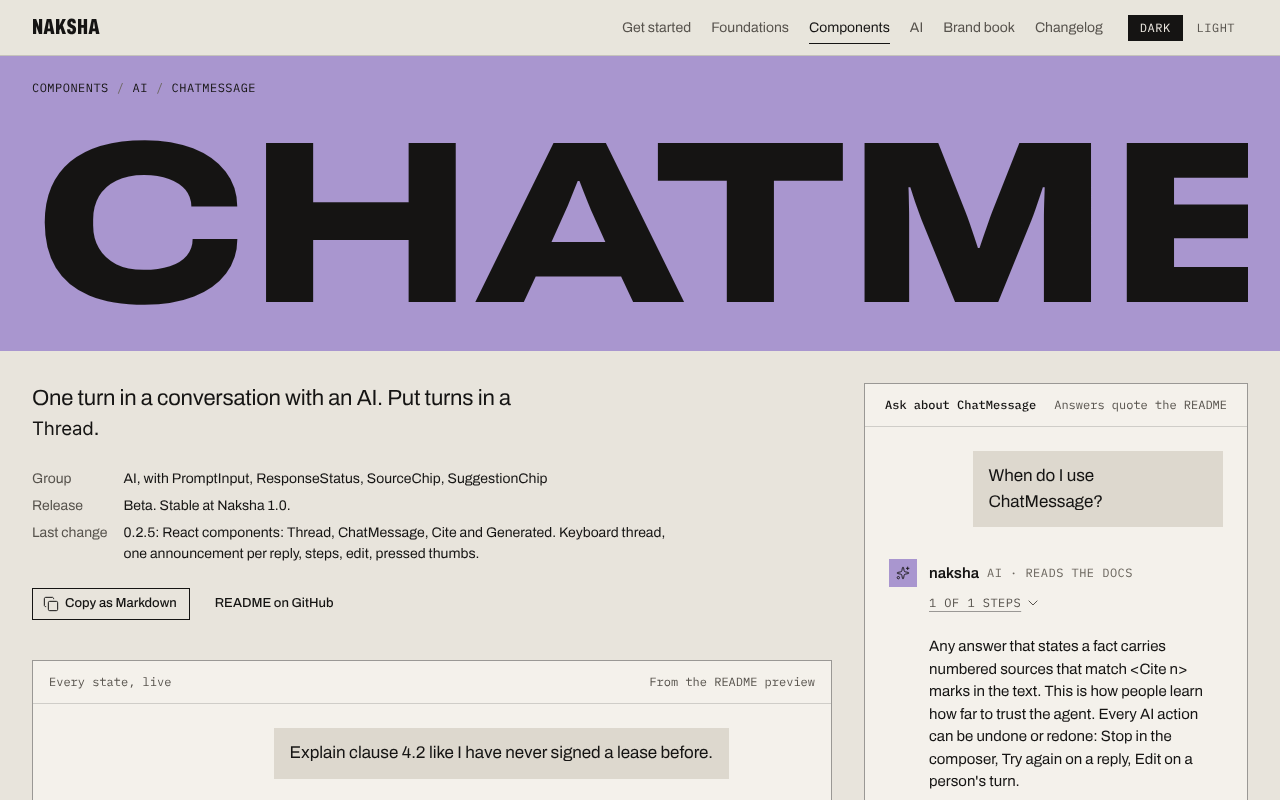 NAKSHA
Get started
Foundations
Components
AI
Brand book
Changelog
DARK
LIGHT
COMPONENTS / AI / CHATMESSAGE
CHATME
One turn in a conversation with an AI. Put turns in a
Thread.
Group AI, with PromptInput, ResponseStatus, SourceChip, SuggestionChip
Release Beta. Stable at Naksha 1.0.
Last change 0.2.5: React components: Thread, ChatMessage, Cite and Generated. Keyboard thread,
one announcement per reply, steps, edit, pressed thumbs.
Copy as Markdown
README on GitHub
Every state, live
From the README preview
Explain clause 4.2 like I have never signed a lease before.
Ask about ChatMessage
Answers quote the README
When do I use
ChatMessage?
naksha AI · READS THE DOCS
1 OF 1 STEPS
Any answer that states a fact carries
numbered sources that match <Cite n>
marks in the text. This is how people learn
how far to trust the agent. Every AI action
can be undone or redone: Stop in the
composer, Try again on a reply, Edit on a
person's turn.